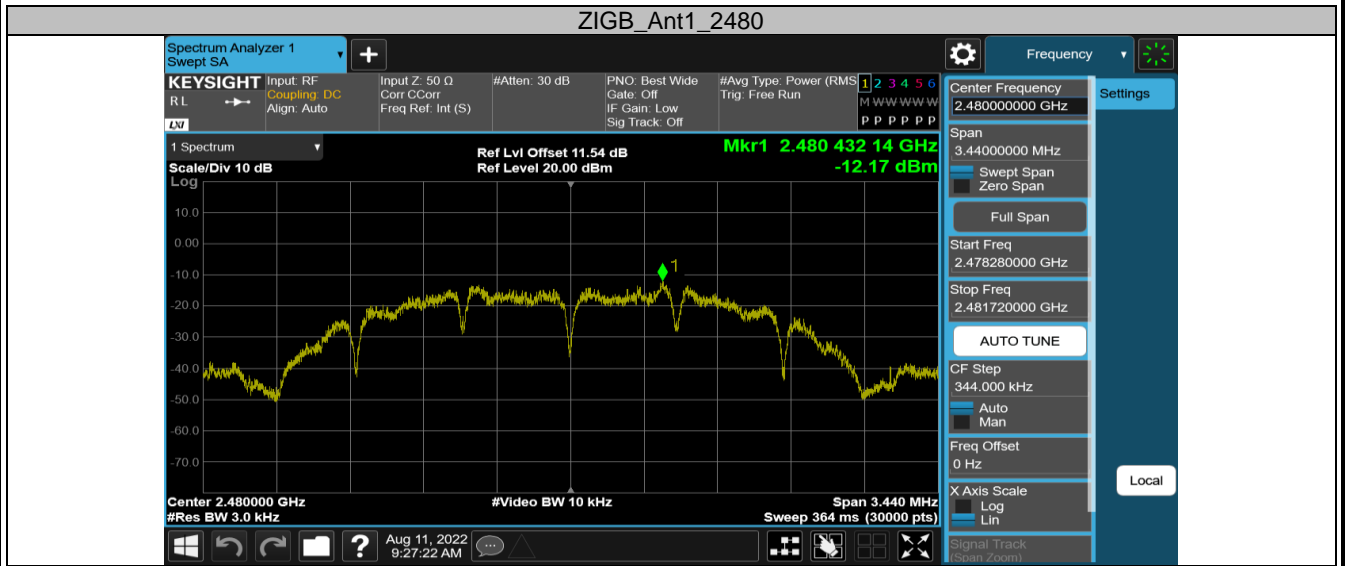 ZIGB_Ant1_2480
Spectrum Analyzer 1
Swept SA
+
Frequency
KEYSIGHT
R L
LXI
Input: RF
Coupling: DC
Align: Auto
Input Z: 50 Ω
Corr CCorr
Freq Ref: Int (S)
#Atten: 30 dB
PNO: Best Wide
Gate: Off
IF Gain: Low
Sig Track: Off
#Avg Type: Power (RMS
Trig: Free Run
1 2 3 4 5 6
M W W W W W
P P P P P P
1 Spectrum
Scale/Div 10 dB
Log
Ref Lvl Offset 11.54 dB
Ref Level 20.00 dBm
Mkr1 2.480 432 14 GHz
-12.17 dBm
1
10.0
0.00
-10.0
-20.0
-30.0
-40.0
-50.0
-60.0
-70.0
Center 2.480000 GHz
#Res BW 3.0 kHz
#Video BW 10 kHz
Span 3.440 MHz
Sweep 364 ms (30000 pts)
Center Frequency
2.480000000 GHz
Settings
Span
3.44000000 MHz
Swept Span
Zero Span
Full Span
Start Freq
2.478280000 GHz
Stop Freq
2.481720000 GHz
AUTO TUNE
CF Step
344.000 kHz
Auto
Man
Freq Offset
0 Hz
X Axis Scale
Log
Lin
Local
Signal Track
(Span Zoom)
?
Aug 11, 2022
9:27:22 AM